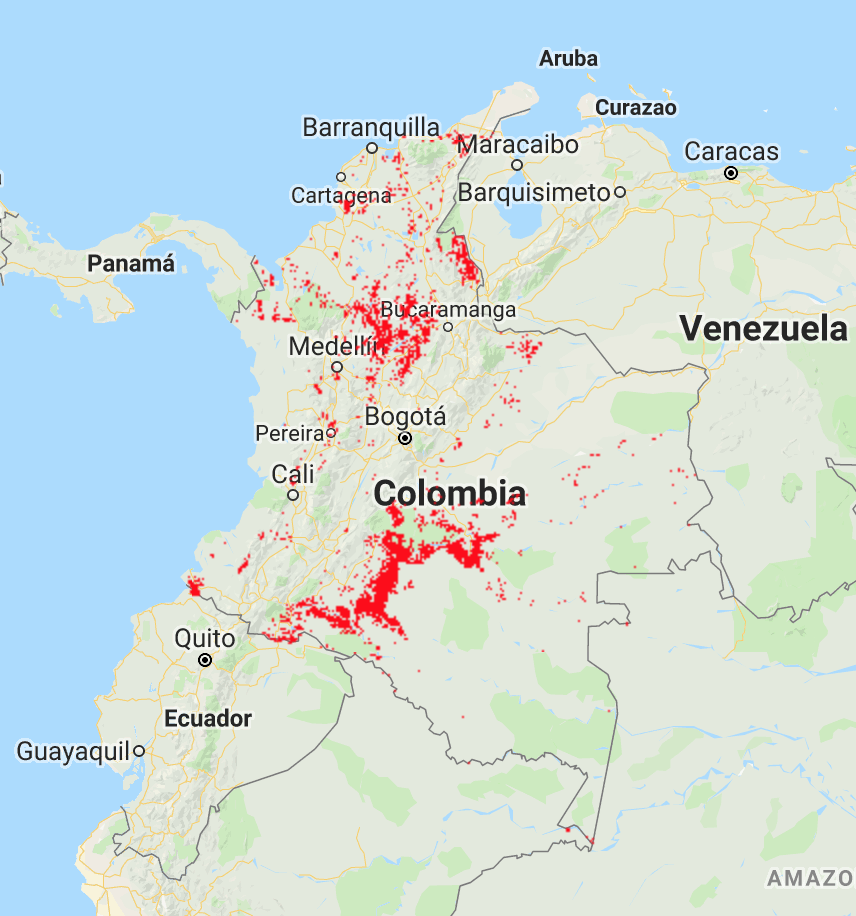 Aruba
Curazao
Barranquilla
Maracaibo
Caracas
Cartagena
Barquisimeto
Panamá
Bucaramanga
Venezuela
Medellín
Bogotá
Pereira
Cali
Colombia
Quito
Ecuador
Guayaquil
AMAZO